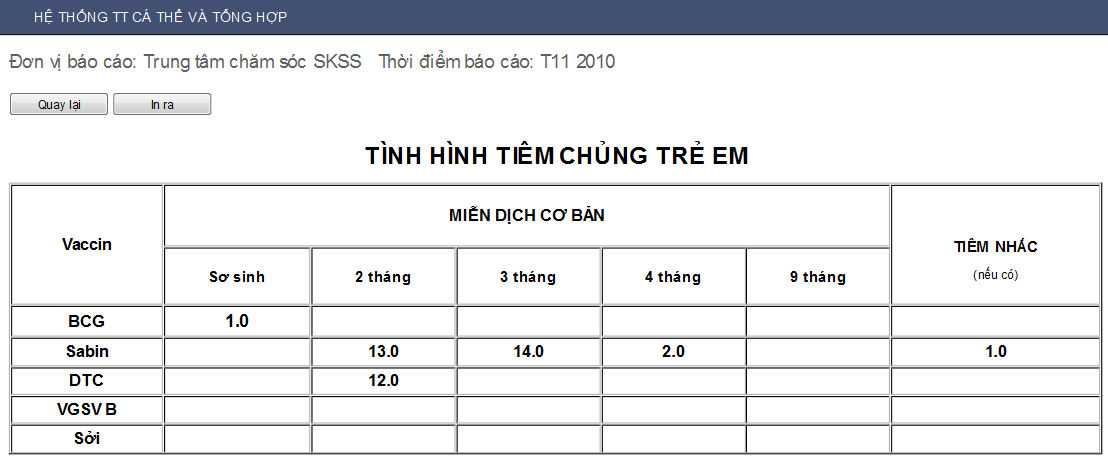 HỆ THỐNG TT CÁ THỂ VÀ TỔNG HỢP
Đơn vị báo cáo: Trung tâm chăm sóc SKSS Thời điểm báo cáo: T11 2010
Quay lại In ra
TÌNH HÌNH TIÊM CHỦNG TRẺ EM
Vaccin MIỄN DỊCH CƠ BẢN TIÊM NHẮC
(nếu có)
Sơ sinh 2 tháng 3 tháng 4 tháng 9 tháng
BCG 1.0
Sabin 13.0 14.0 2.0 1.0
DTC 12.0
VGSV B
Sởi